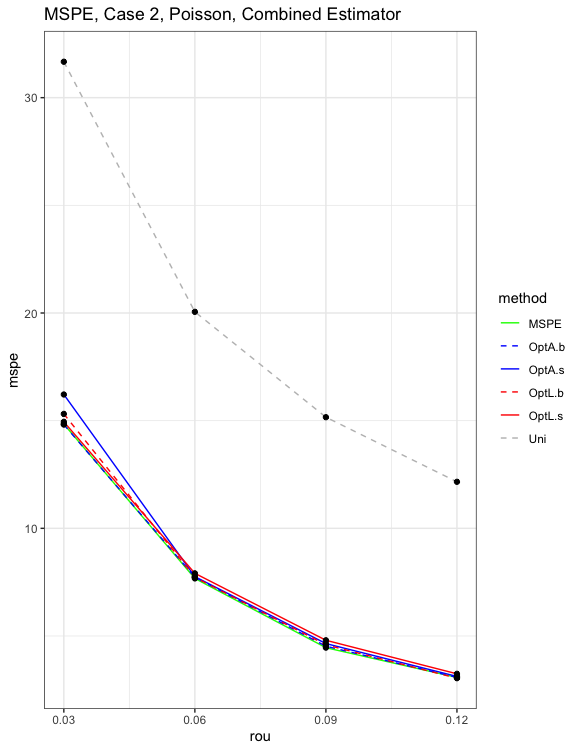 MSPE, Case 2, Poisson, Combined Estimator
30
20
10
mspe
0.03 0.06 0.09 0.12
rou
method
MSPE
OptA.b
OptA.s
OptL.b
OptL.s
Uni